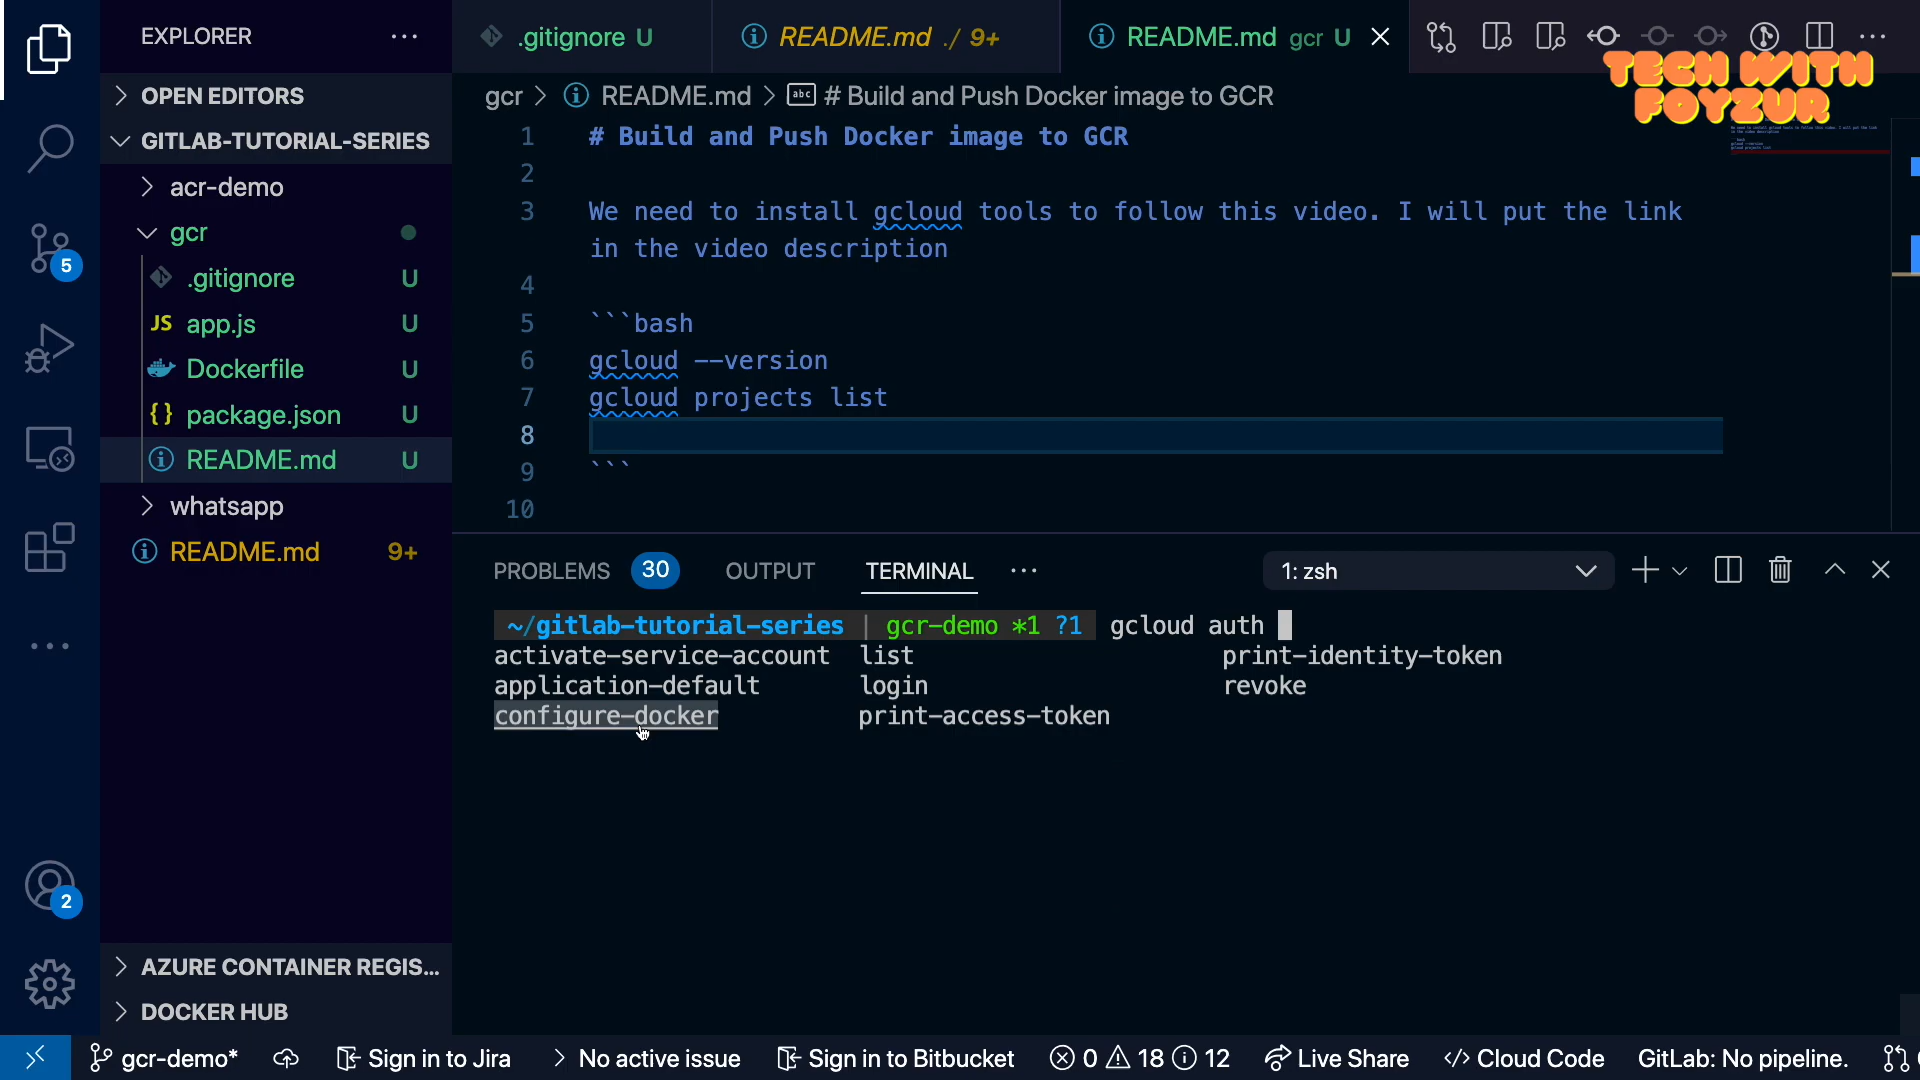 EXPLORER
OPEN EDITORS
GITLAB-TUTORIAL-SERIES
acr-demo
gcr
.gitignore U
JS app.js U
Dockerfile U
{} package.json U
README.md U
whatsapp
README.md 9+
AZURE CONTAINER REGIS...
DOCKER HUB
5
2
.gitignore U
README.md ./ 9+
README.md gcr U
TECH WITH
FOYZUR
gcr > README.md > abc # Build and Push Docker image to GCR
1 # Build and Push Docker image to GCR
2
3 We need to install gcloud tools to follow this video. I will put the link
in the video description
4
5 ```bash
6 gcloud --version
7 gcloud projects list
8
9 ```
10
PROBLEMS 30 OUTPUT TERMINAL ... 1: zsh
~/gitlab-tutorial-series | gcr-demo *1 ?1 gcloud auth
activate-service-account list print-identity-token
application-default login revoke
configure-docker print-access-token
gcr-demo* Sign in to Jira > No active issue Sign in to Bitbucket 0 18 12 Live Share </> Cloud Code GitLab: No pipeline.